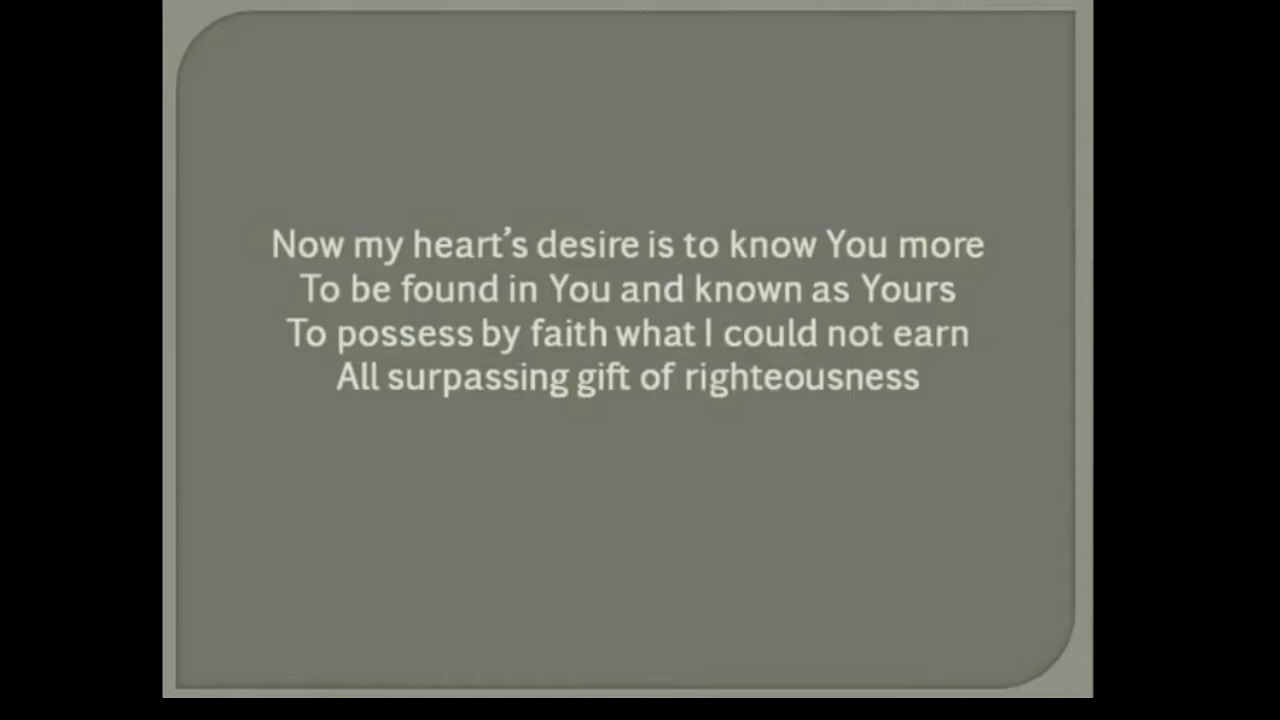 Now my heart’s desire is to know You more
To be found in You and known as Yours
To possess by faith what I could not earn
All surpassing gift of righteousness